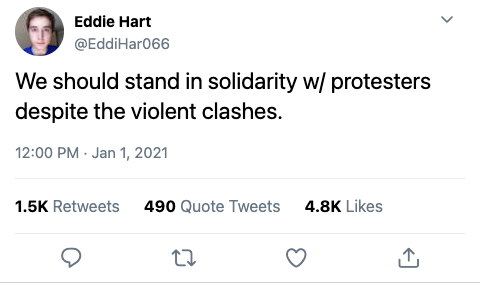 Eddie Hart
@EddiHar066
We should stand in solidarity w/ protesters
despite the violent clashes.
12:00 PM · Jan 1, 2021
1.5K Retweets 490 Quote Tweets 4.8K Likes